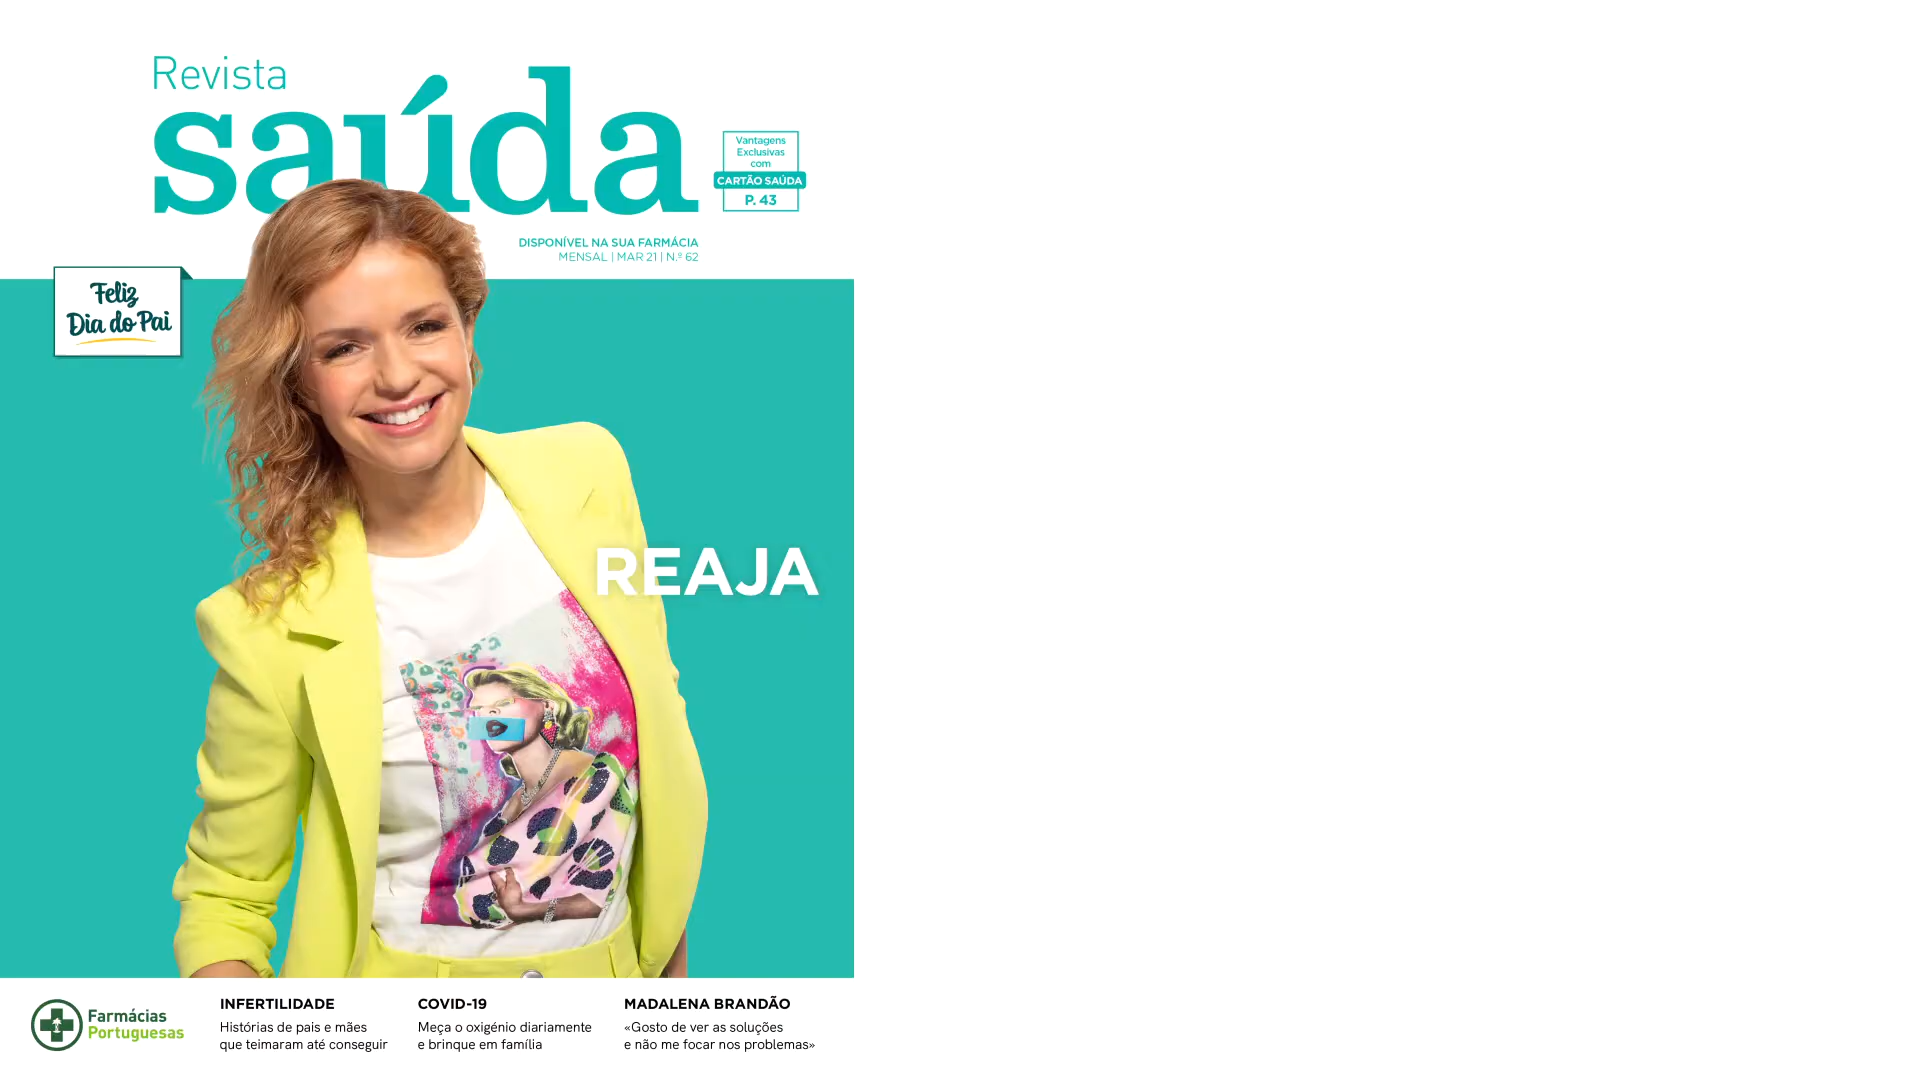 Revista
saúda
Vantagens
Exclusivas
com
CARTÃO SAÚDA
P. 43
DISPONÍVEL NA SUA FARMÁCIA
MENSAL | MAR 21 | N.º 62
Feliz
Dia do Pai
REAJA
Farmácias
Portuguesas
INFERTILIDADE
Histórias de pais e mães
que teimaram até conseguir
COVID-19
Meça o oxigénio diariamente
e brinque em família
MADALENA BRANDÃO
«Gosto de ver as soluções
e não me focar nos problemas»